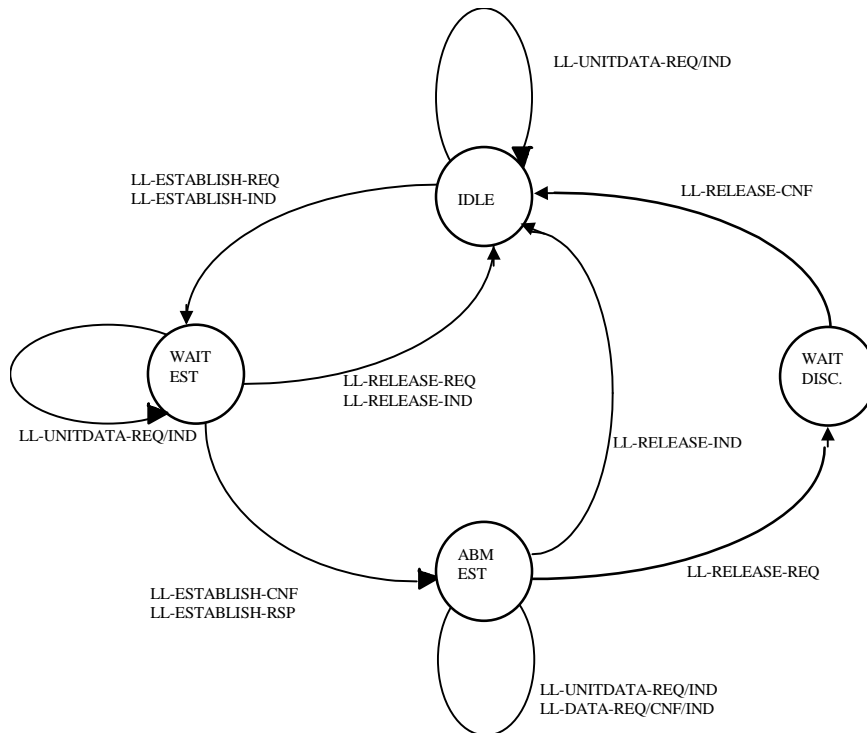 LL-UNITDATA-REQ/IND
LL-ESTABLISH-REQ
LL-ESTABLISH-IND
IDLE
LL-RELEASE-CNF
WAIT
EST
WAIT
DISC.
LL-RELEASE-REQ
LL-RELEASE-IND
LL-UNITDATA-REQ/IND
LL-RELEASE-IND
ABM
EST
LL-RELEASE-REQ
LL-ESTABLISH-CNF
LL-ESTABLISH-RSP
LL-UNITDATA-REQ/IND
LL-DATA-REQ/CNF/IND